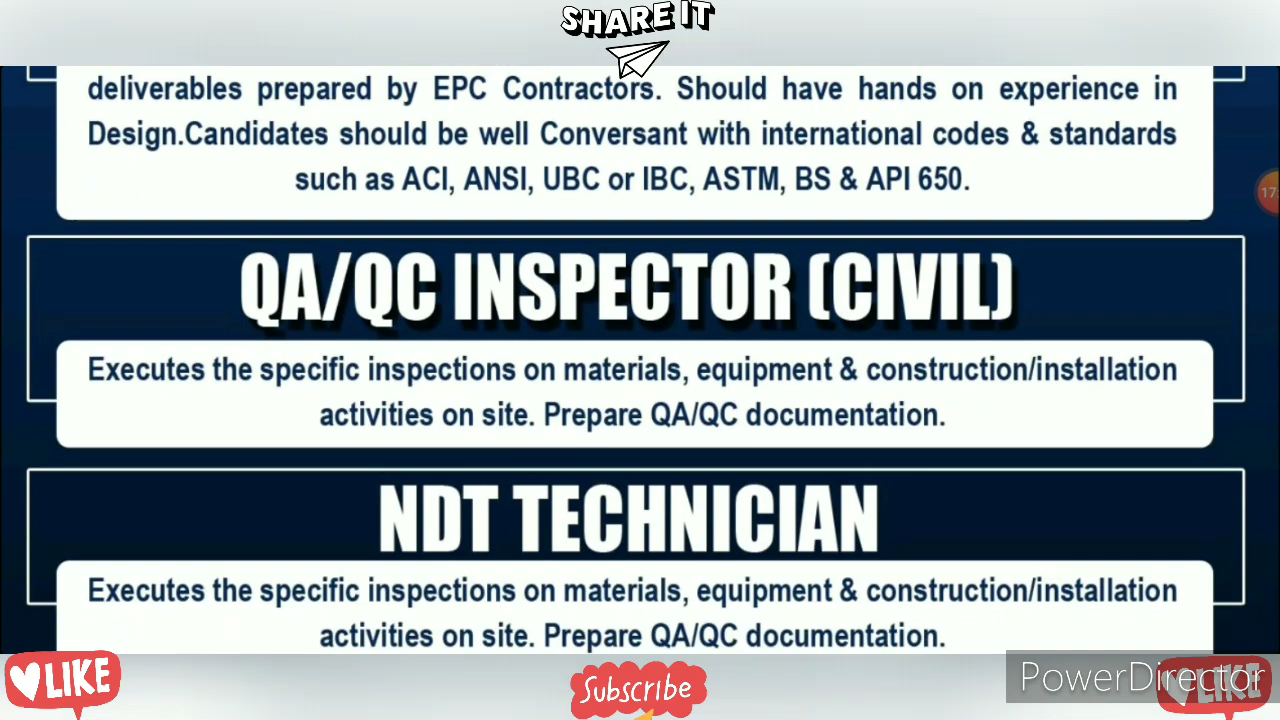 SHARE IT
deliverables prepared by EPC Contractors. Should have hands on experience in
Design.Candidates should be well Conversant with international codes & standards
such as ACI, ANSI, UBC or IBC, ASTM, BS & API 650.
17
QA/QC INSPECTOR (CIVIL)
Executes the specific inspections on materials, equipment & construction/installation
activities on site. Prepare QA/QC documentation.
NDT TECHNICIAN
Executes the specific inspections on materials, equipment & construction/installation
activities on site. Prepare QA/QC documentation.
LIKE
Subscribe
PowerDirector
LIKE